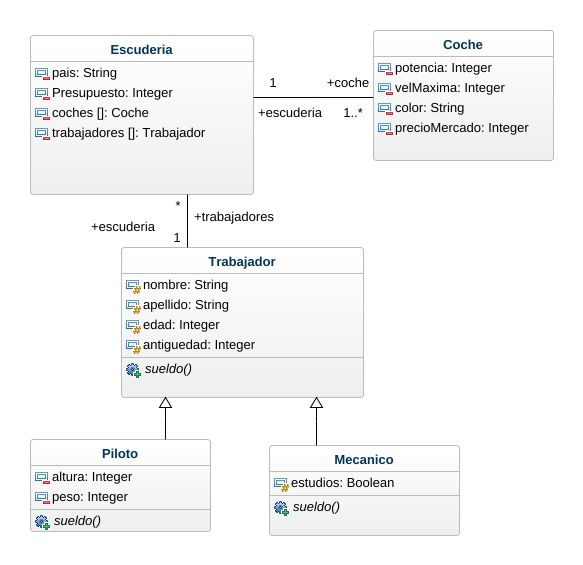 Escuderia
pais: String
Presupuesto: Integer
coches []: Coche
trabajadores []: Trabajador
1
+coche
+escuderia
1..*
Coche
potencia: Integer
velMaxima: Integer
color: String
precioMercado: Integer
*
+trabajadores
+escuderia
1
Trabajador
nombre: String
apellido: String
edad: Integer
antiguedad: Integer
sueldo()
Piloto
altura: Integer
peso: Integer
sueldo()
Mecanico
estudios: Boolean
sueldo()